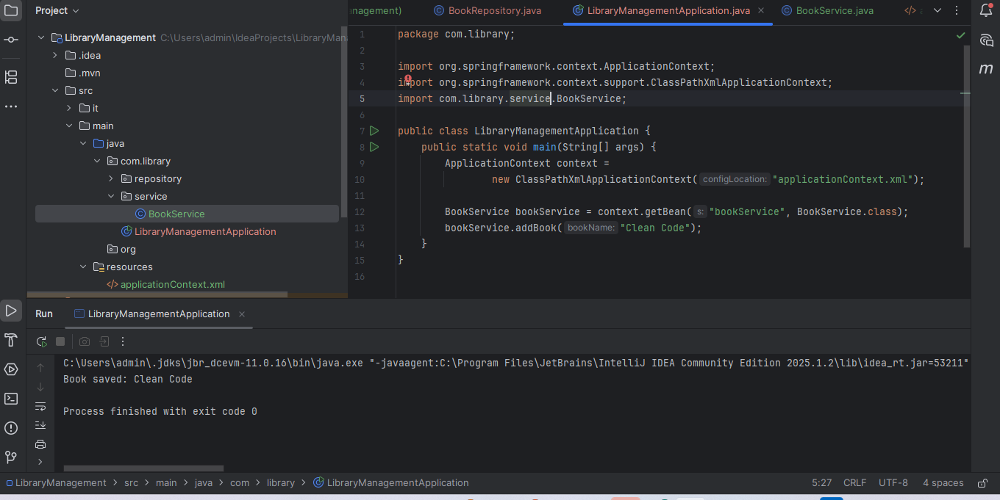 Project
nagement)
BookRepository.java
LibraryManagementApplication.java
BookService.java
LibraryManagement C:\Users\admin\IdeaProjects\LibraryMan
.idea
.mvn
src
it
main
java
com.library
repository
service
BookService
LibraryManagementApplication
org
resources
applicationContext.xml
1 package com.library;
2
3 import org.springframework.context.ApplicationContext;
4 import org.springframework.context.support.ClassPathXmlApplicationContext;
5 import com.library.service.BookService;
6
7 public class LibraryManagementApplication {
8 public static void main(String[] args) {
9 ApplicationContext context =
10 new ClassPathXmlApplicationContext( configLocation: "applicationContext.xml");
11
12 BookService bookService = context.getBean( s: "bookService", BookService.class);
13 bookService.addBook( bookName: "Clean Code");
14 }
15 }
16
Run
LibraryManagementApplication
C:\Users\admin\.jdks\jbr_dcevm-11.0.16\bin\java.exe "-javaagent:C:\Program Files\JetBrains\IntelliJ IDEA Community Edition 2025.1.2\lib\idea_rt.jar=53211"
Book saved: Clean Code
Process finished with exit code 0
LibraryManagement > src > main > java > com > library > LibraryManagementApplication
5:27 CRLF UTF-8 4 spaces